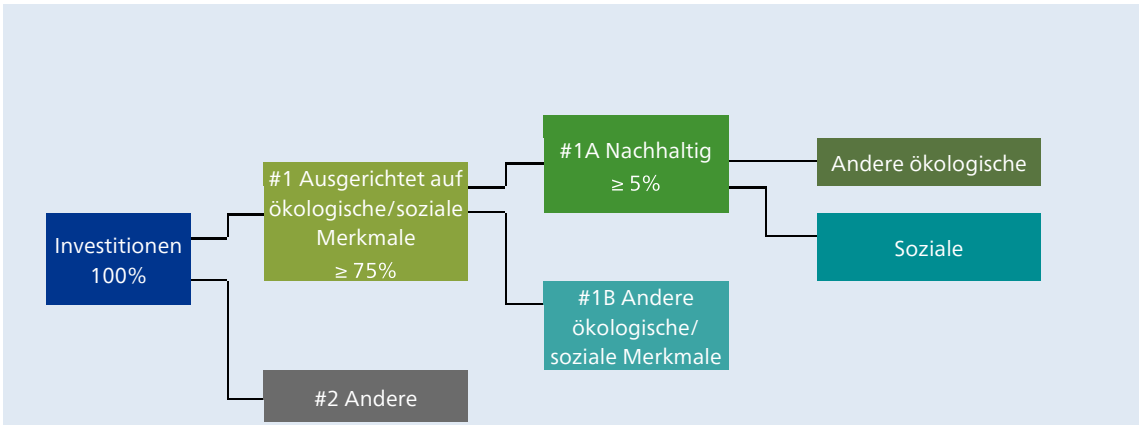 Investitionen
100%
#1 Ausgerichtet auf
ökologische/soziale
Merkmale
≥ 75%
#2 Andere
#1A Nachhaltig
≥ 5%
#1B Andere
ökologische/
soziale Merkmale
Andere ökologische
Soziale